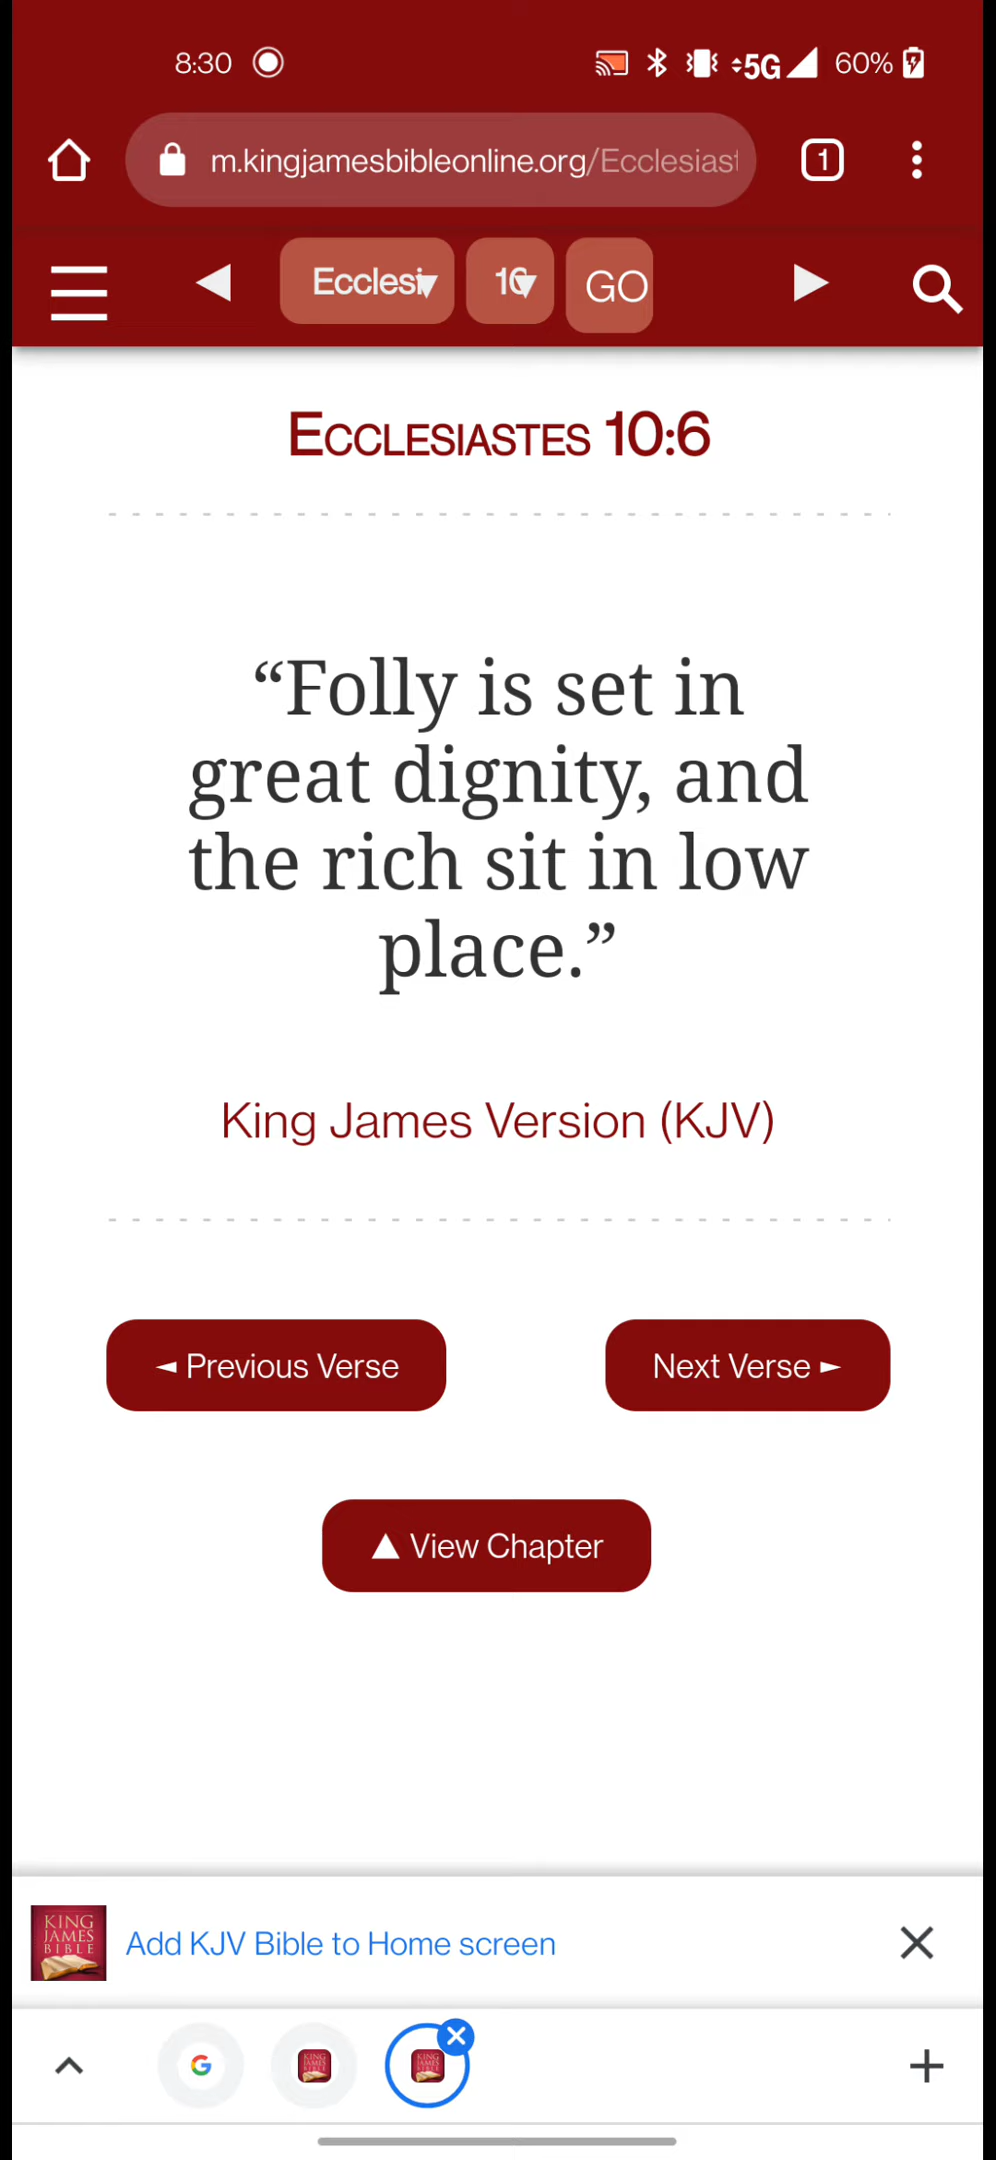 8:30 5G 60%
m.kingjamesbibleonline.org/Ecclesiast 1
Ecclesi 10 GO
Ecclesiastes 10:6
“Folly is set in
great dignity, and
the rich sit in low
place.”
King James Version (KJV)
◄ Previous Verse Next Verse ►
▲ View Chapter
KING
JAMES
BIBLE
Add KJV Bible to Home screen
G